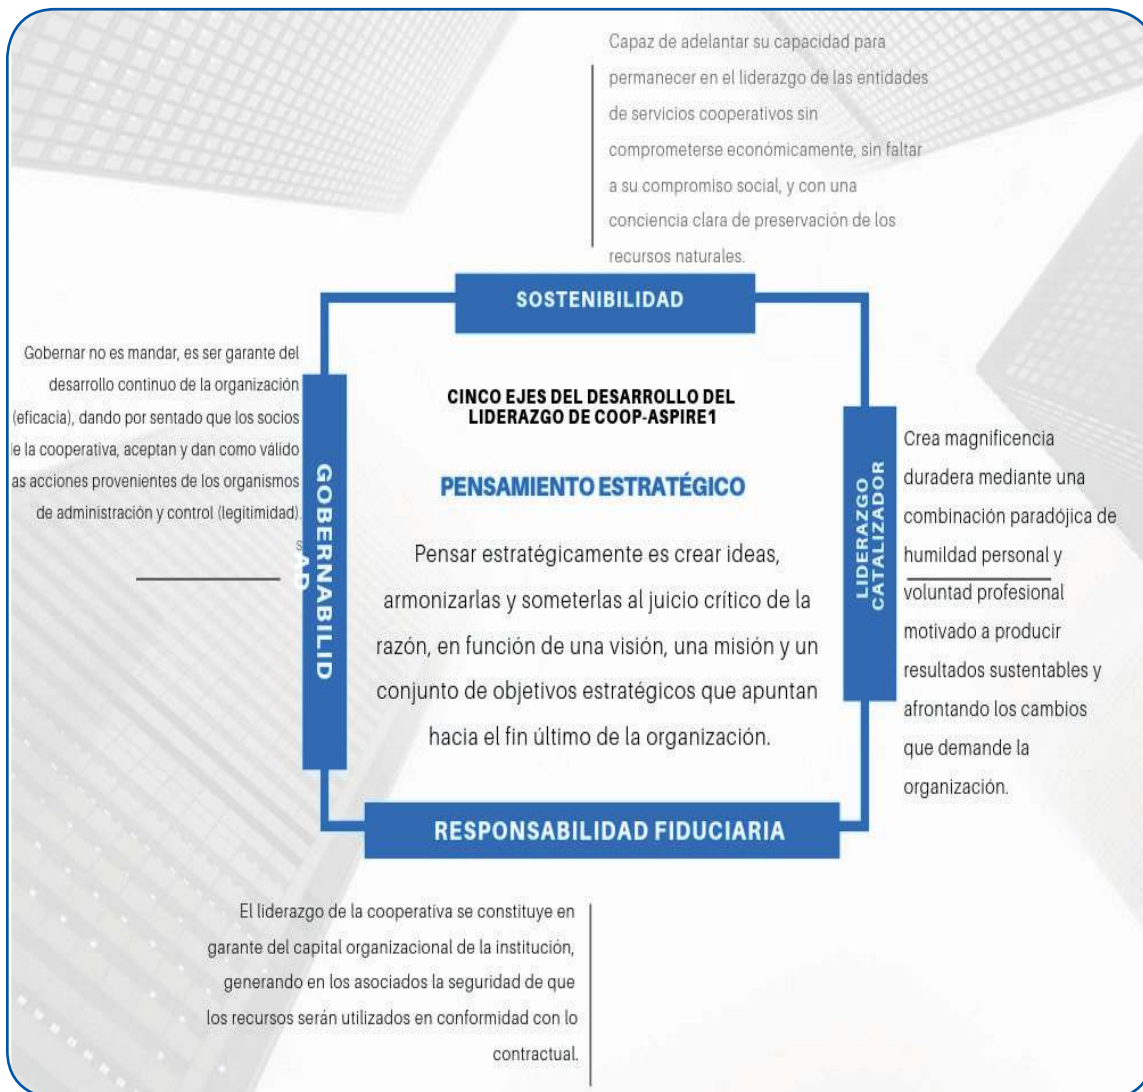 Capaz de adelantar su capacidad para
permanecer en el liderazgo de las entidades
de servicios cooperativos sin
comprometerse económicamente, sin faltar
a su compromiso social, y con una
conciencia clara de preservación de los
recursos naturales.
SOSTENIBILIDAD
Gobernar no es mandar, es ser garante del
desarrollo continuo de la organización
(eficacia), dando por sentado que los socios
e la cooperativa, aceptan y dan como válido
as acciones provenientes de los organismos
de administración y control (legitimidad).
s
GOBERNABILID
AD
CINCO EJES DEL DESARROLLO DEL
LIDERAZGO DE COOP-ASPIRE1
PENSAMIENTO ESTRATÉGICO
Pensar estratégicamente es crear ideas,
armonizarlas y someterlas al juicio crítico de la
razón, en función de una visión, una misión y un
conjunto de objetivos estratégicos que apuntan
hacia el fin último de la organización.
LIDERAZGO
CATALIZADOR
Crea magnificencia
duradera mediante una
combinación paradójica de
humildad personal y
voluntad profesional
motivado a producir
resultados sustentables y
afrontando los cambios
que demande la
organización.
RESPONSABILIDAD FIDUCIARIA
El liderazgo de la cooperativa se constituye en
garante del capital organizacional de la institución,
generando en los asociados la seguridad de que
los recursos serán utilizados en conformidad con lo
contractual.